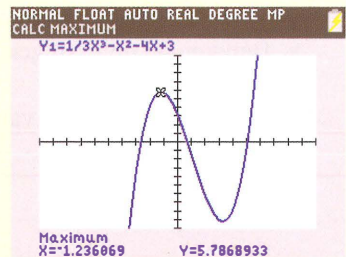 NORMAL FLOAT AUTO REAL DEGREE MP
CALC MAXIMUM
Y₁=1/3X³-X²-4X+3
Maximum
X=⁻1.236069 Y=5.7868933